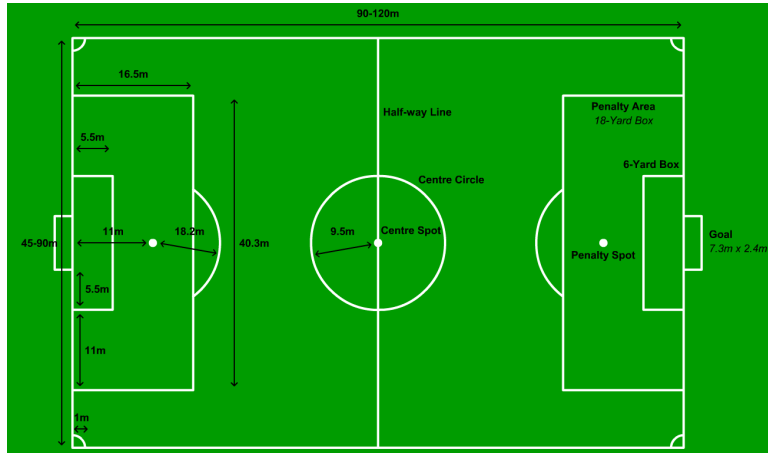 90-120m
16.5m
Half-way Line
Penalty Area
18-Yard Box
5.5m
6-Yard Box
Centre Circle
45-90m
11m
18.2m
40.3m
9.5m
Centre Spot
Penalty Spot
Goal
7.3m x 2.4m
5.5m
11m
1m